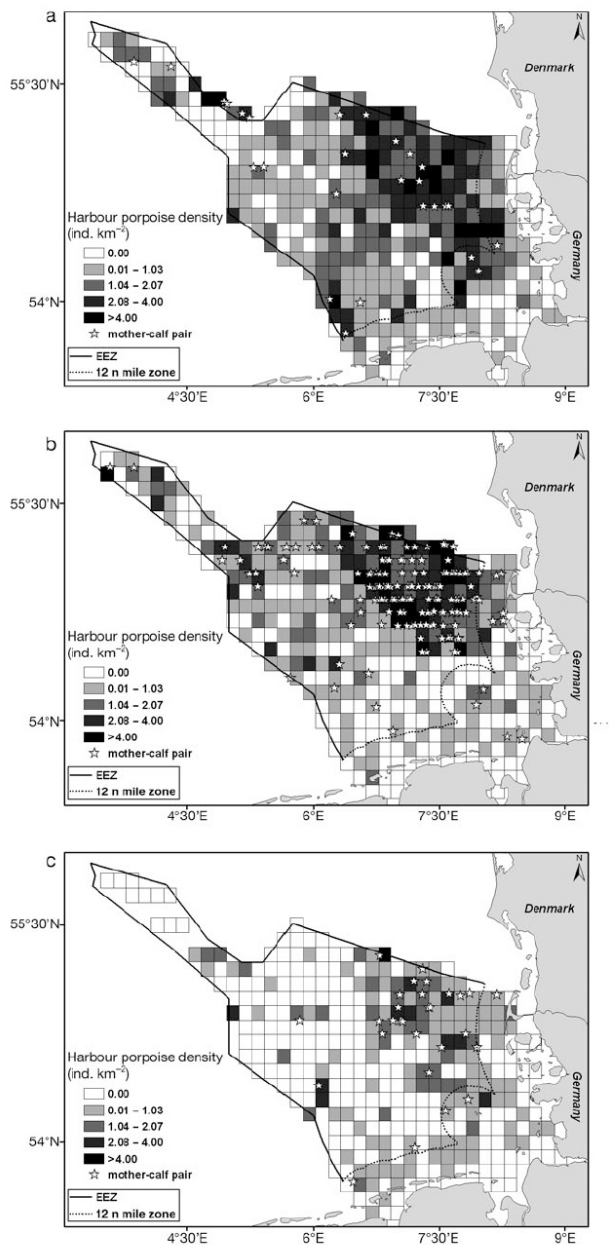 a
N
Denmark
55°30'N
Harbour porpoise density
(ind. km⁻²)
0.00
0.01 – 1.03
1.04 – 2.07
2.08 – 4.00
>4.00
mother-calf pair
EEZ
12 n mile zone
54°N
Germany
4°30'E 6°E 7°30'E 9°E
b
N
Denmark
55°30'N
Harbour porpoise density
(ind. km⁻²)
0.00
0.01 – 1.03
1.04 – 2.07
2.08 – 4.00
>4.00
mother-calf pair
EEZ
12 n mile zone
54°N
Germany
4°30'E 6°E 7°30'E 9°E
c
N
Denmark
55°30'N
Harbour porpoise density
(ind. km⁻²)
0.00
0.01 – 1.03
1.04 – 2.07
2.08 – 4.00
>4.00
mother-calf pair
EEZ
12 n mile zone
54°N
Germany
4°30'E 6°E 7°30'E 9°E